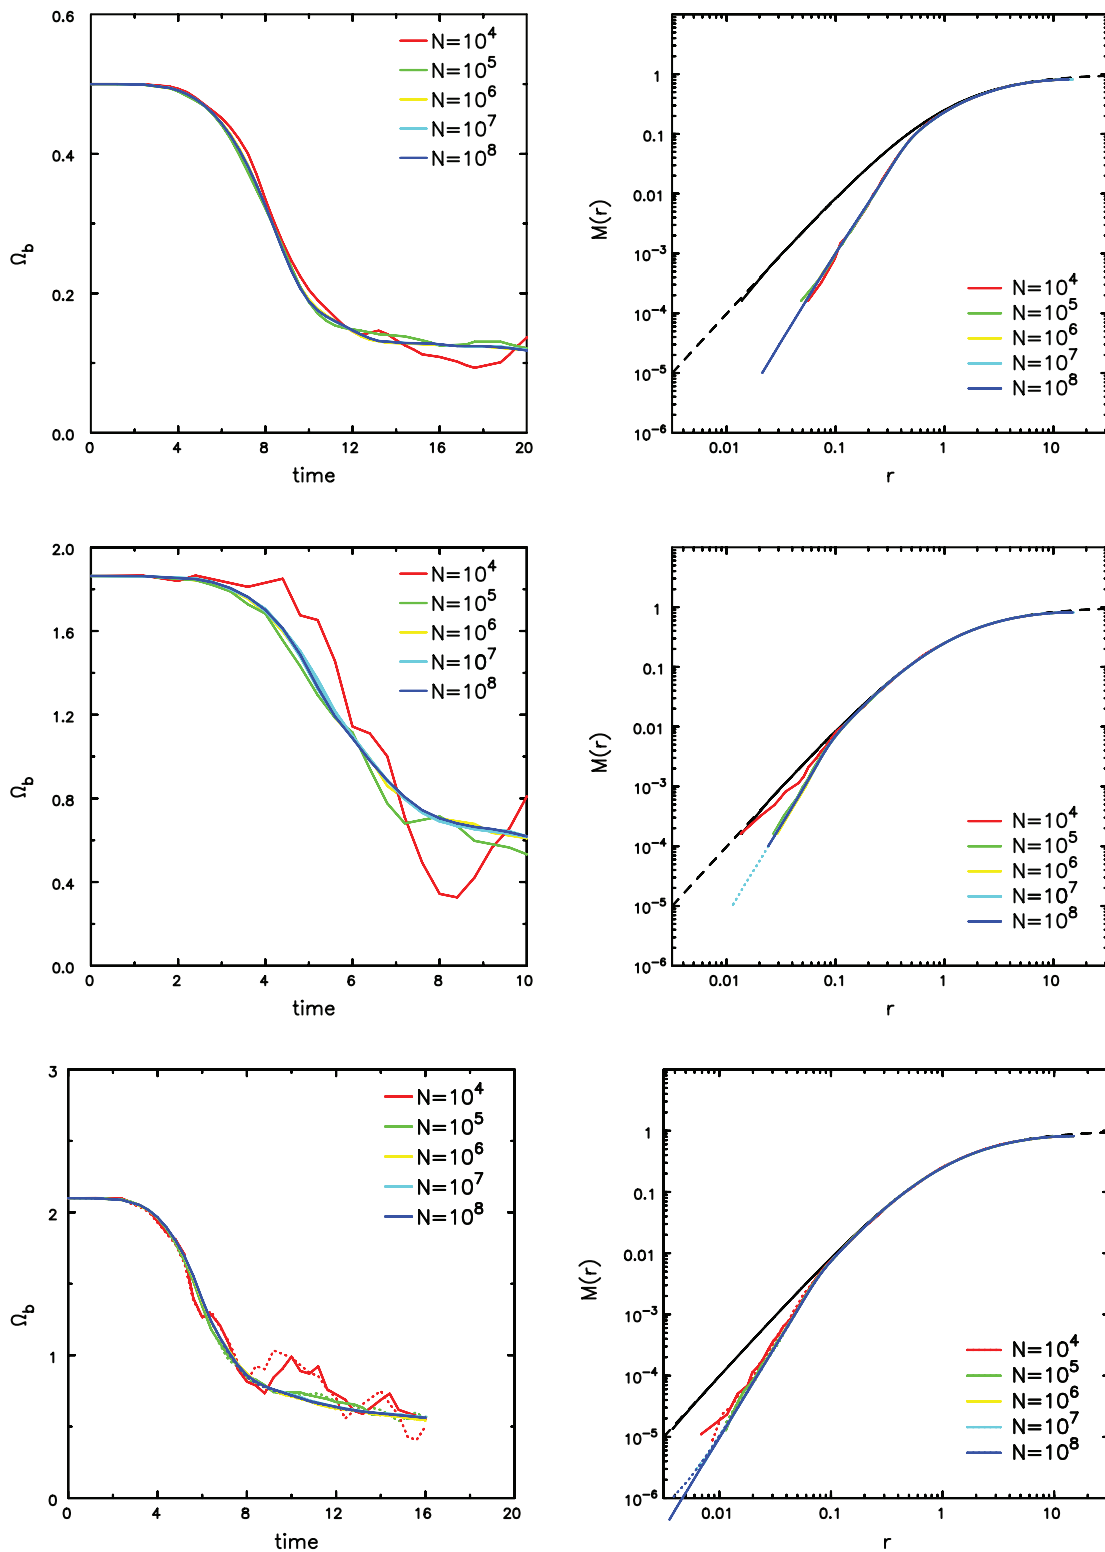 0.6
0.4
0.2
0.0
Ω_b
N=10^4
N=10^5
N=10^6
N=10^7
N=10^8
0 4 8 12 16 20
time
1
0.1
0.01
10^-3
10^-4
10^-5
10^-6
M(r)
N=10^4
N=10^5
N=10^6
N=10^7
N=10^8
0.01 0.1 1 10
r
2.0
1.6
1.2
0.8
0.4
0.0
Ω_b
N=10^4
N=10^5
N=10^6
N=10^7
N=10^8
0 2 4 6 8 10
time
1
0.1
0.01
10^-3
10^-4
10^-5
10^-6
M(r)
N=10^4
N=10^5
N=10^6
N=10^7
N=10^8
0.01 0.1 1 10
r
3
2
1
0
Ω_b
N=10^4
N=10^5
N=10^6
N=10^7
N=10^8
0 4 8 12 16 20
time
1
0.1
0.01
10^-3
10^-4
10^-5
10^-6
M(r)
N=10^4
N=10^5
N=10^6
N=10^7
N=10^8
0.01 0.1 1 10
r